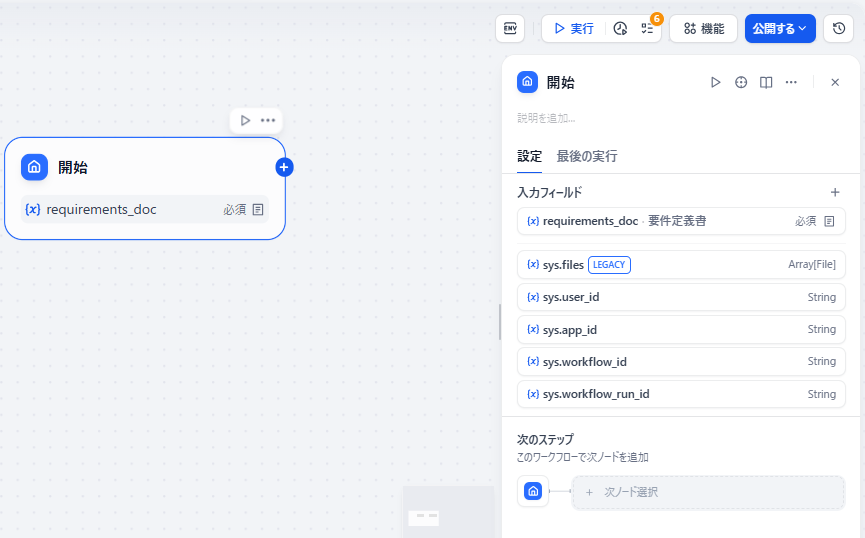 ENV
実行
6
機能
公開する
開始
説明を追加...
設定 最後の実行
入力フィールド
{x} requirements_doc · 要件定義書 必須
{x} sys.files LEGACY Array[File]
{x} sys.user_id String
{x} sys.app_id String
{x} sys.workflow_id String
{x} sys.workflow_run_id String
次のステップ
このワークフローで次ノードを追加
+ 次ノード選択
開始
{x} requirements_doc 必須